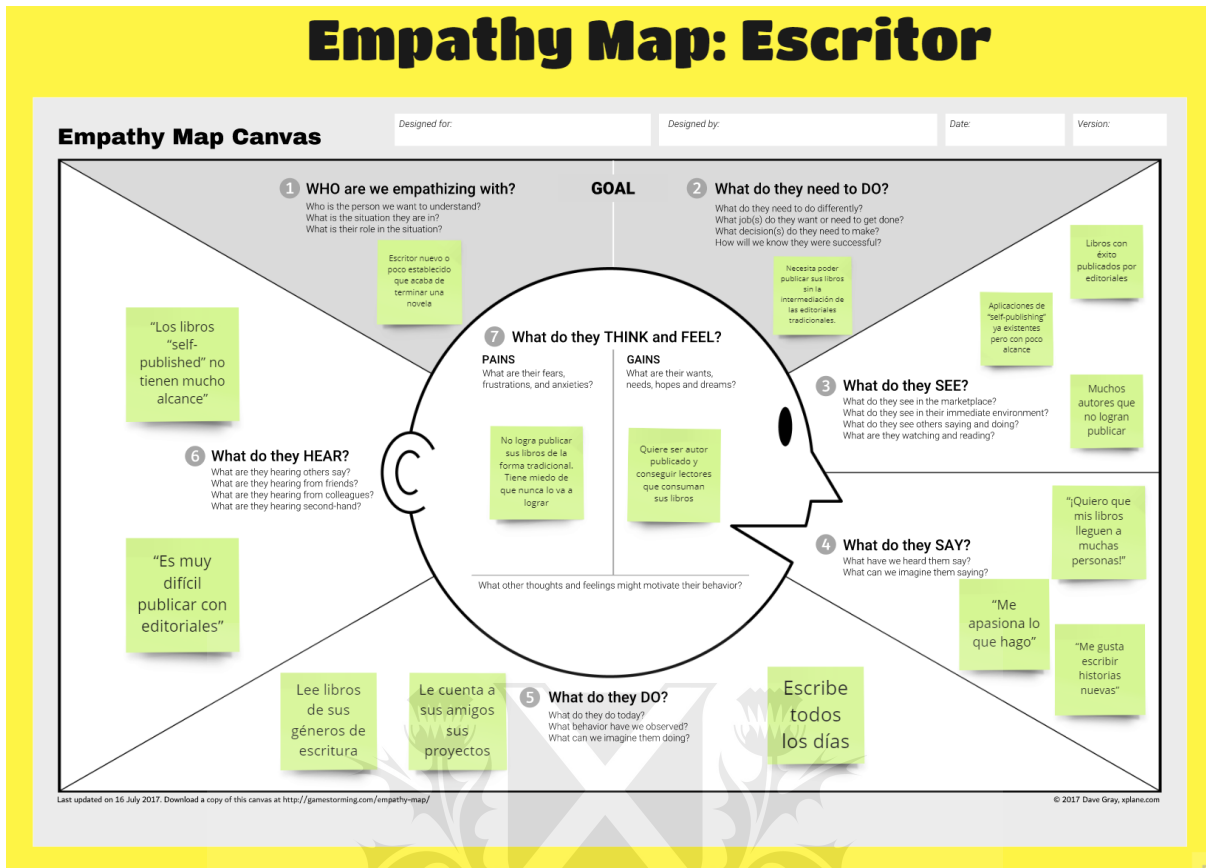 Empathy Map: Escritor
Empathy Map Canvas
Designed for:
Designed by:
Date:
Version:
1 WHO are we empathizing with?
Who is the person we want to understand?
What is the situation they are in?
What is their role in the situation?
Escritor nuevo o
poco establecido
que acaba de
terminar una
novela
GOAL
2 What do they need to DO?
What do they need to do differently?
What job(s) do they want or need to get done?
What decision(s) do they need to make?
How will we know they were successful?
Necesita poder
publicar sus libros
sin la
intermediación de
las editoriales
tradicionales.
Libros con
éxito
publicados por
editoriales
Aplicaciones de
"self-publishing"
ya existentes
pero con poco
alcance
3 What do they SEE?
What do they see in the marketplace?
What do they see in their immediate environment?
What do they see others saying and doing?
What are they watching and reading?
Muchos
autores que
no logran
publicar
4 What do they SAY?
What have we heard them say?
What can we imagine them saying?
"¡Quiero que
mis libros
lleguen a
muchas
personas!"
"Me
apasiona lo
que hago"
"Me gusta
escribir
historias
nuevas"
5 What do they DO?
What do they do today?
What behavior have we observed?
What can we imagine them doing?
Lee libros
de sus
géneros de
escritura
Le cuenta a
sus amigos
sus
proyectos
Escribe
todos
los días
"Los libros
"self-
published" no
tienen mucho
alcance"
6 What do they HEAR?
What are they hearing others say?
What are they hearing from friends?
What are they hearing from colleagues?
What are they hearing second-hand?
"Es muy
difícil
publicar con
editoriales"
7 What do they THINK and FEEL?
PAINS
What are their fears,
frustrations, and anxieties?
No logra publicar
sus libros de la
forma tradicional.
Tiene miedo de
que nunca lo va a
lograr
GAINS
What are their wants,
needs, hopes and dreams?
Quiere ser autor
publicado y
conseguir lectores
que consuman
sus libros
What other thoughts and feelings might motivate their behavior?
Last updated on 16 July 2017. Download a copy of this canvas at http://gamestorming.com/empathy-map/
© 2017 Dave Gray, xplane.com